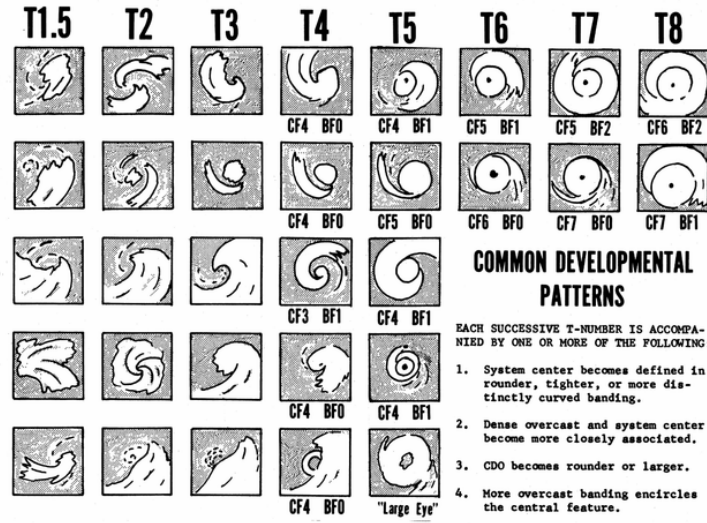 T1.5 T2 T3 T4 T5 T6 T7 T8
CF4 BF0 CF4 BF1 CF5 BF1 CF5 BF2 CF6 BF2
CF4 BF0 CF5 BF0 CF6 BF0 CF7 BF0 CF7 BF1
CF3 BF1 CF4 BF1
CF4 BF0 CF4 BF1
CF4 BF0 "Large Eye"
COMMON DEVELOPMENTAL
PATTERNS
EACH SUCCESSIVE T-NUMBER IS ACCOMPA-
NIED BY ONE OR MORE OF THE FOLLOWING
1. System center becomes defined in
rounder, tighter, or more dis-
tinctly curved banding.
2. Dense overcast and system center
become more closely associated.
3. CDO becomes rounder or larger.
4. More overcast banding encircles
the central feature.